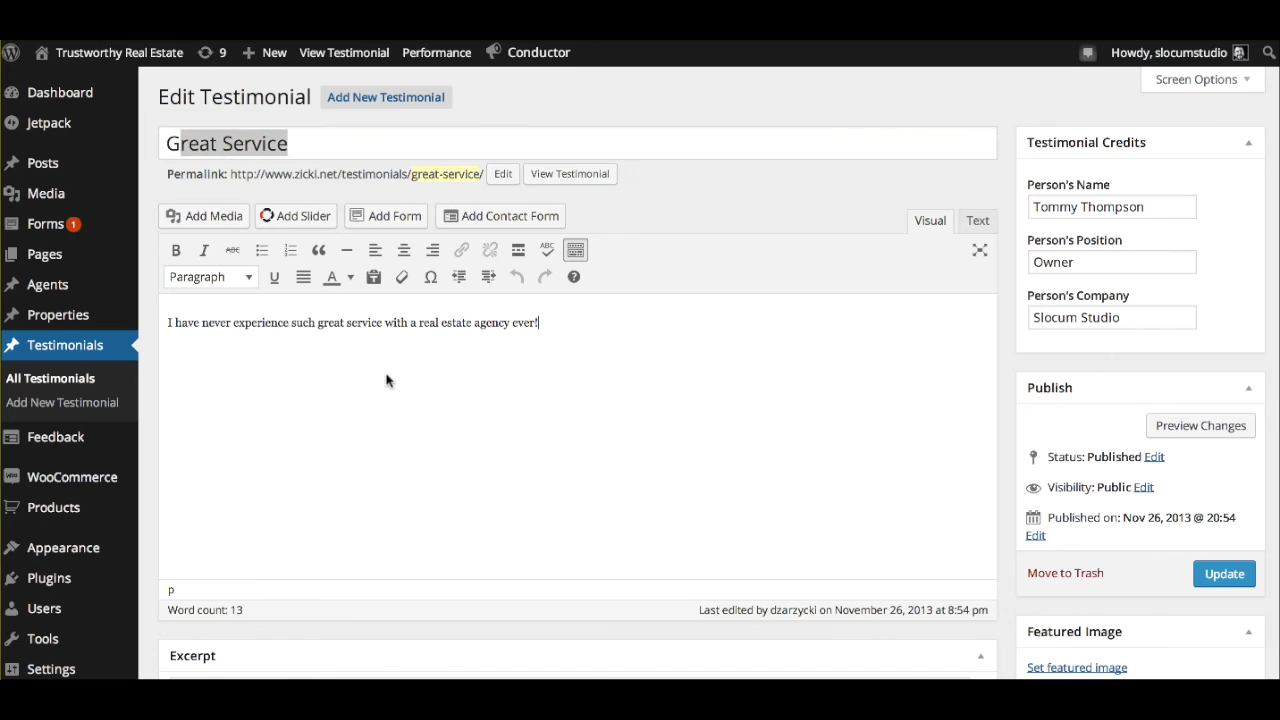 Trustworthy Real Estate 9 New View Testimonial Performance Conductor Howdy, slocumstudio
Screen Options
Dashboard
Jetpack
Posts
Media
Forms 1
Pages
Agents
Properties
Testimonials
All Testimonials
Add New Testimonial
Feedback
WooCommerce
Products
Appearance
Plugins
Users
Tools
Settings
Edit Testimonial Add New Testimonial
Great Service
Permalink: http://www.zicki.net/testimonials/great-service/ Edit View Testimonial
Add Media Add Slider Add Form Add Contact Form
Visual Text
B I ABC ABC
Paragraph U A
I have never experience such great service with a real estate agency ever!
p
Word count: 13 Last edited by dzarzycki on November 26, 2013 at 8:54 pm
Excerpt
Testimonial Credits
Person's Name
Tommy Thompson
Person's Position
Owner
Person's Company
Slocum Studio
Publish
Preview Changes
Status: Published Edit
Visibility: Public Edit
Published on: Nov 26, 2013 @ 20:54
Edit
Move to Trash Update
Featured Image
Set featured image